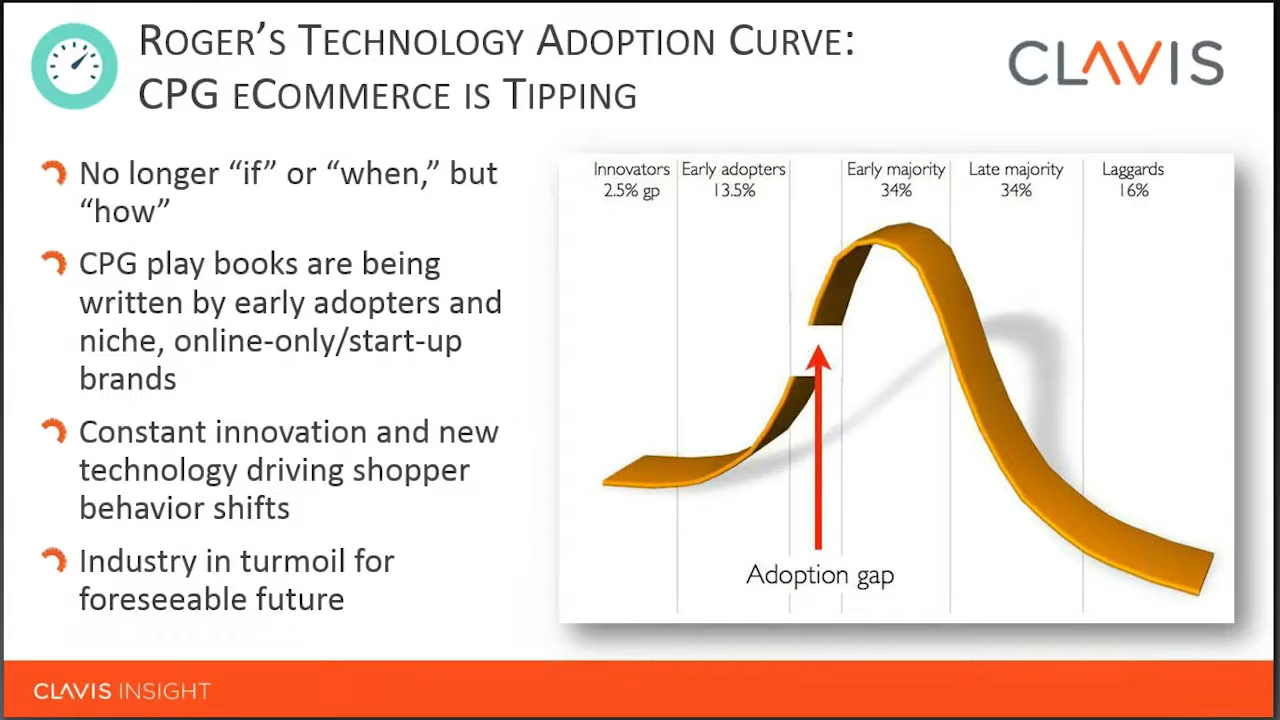 ROGER'S TECHNOLOGY ADOPTION CURVE:
CPG ECOMMERCE IS TIPPING
CLAVIS
No longer “if” or “when,” but
“how”
CPG play books are being
written by early adopters and
niche, online-only/start-up
brands
Constant innovation and new
technology driving shopper
behavior shifts
Industry in turmoil for
foreseeable future
Innovators
2.5% gp
Early adopters
13.5%
Early majority
34%
Late majority
34%
Laggards
16%
Adoption gap
CLAVIS INSIGHT